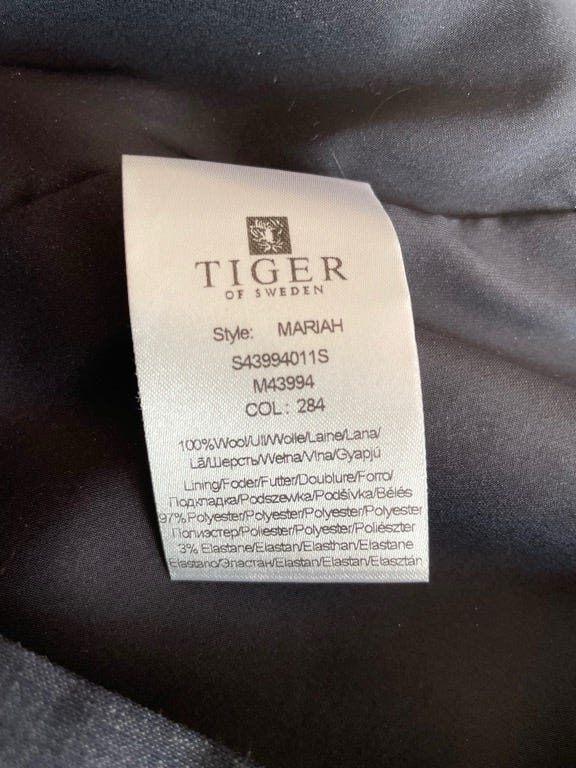 TIGER
OF SWEDEN
Style: MARIAH
S43994011S
M43994
COL: 284
100%Wool/Ull/Wolle/Laine/Lana/
Lã/Шерсть/Wełna/Vlna/Gyapjú
Lining/Foder/Futter/Doublure/Forro/
Подкладка/Podszewka/Podšívka/Bélés
97% Polyester/Polyester/Polyester/Polyester
Полиэстер/Poliester/Polyester/Poliészter
3% Elastane/Elastan/Elasthan/Elastane
Elastano/Эластан/Elastan/Elastan/Elasztán